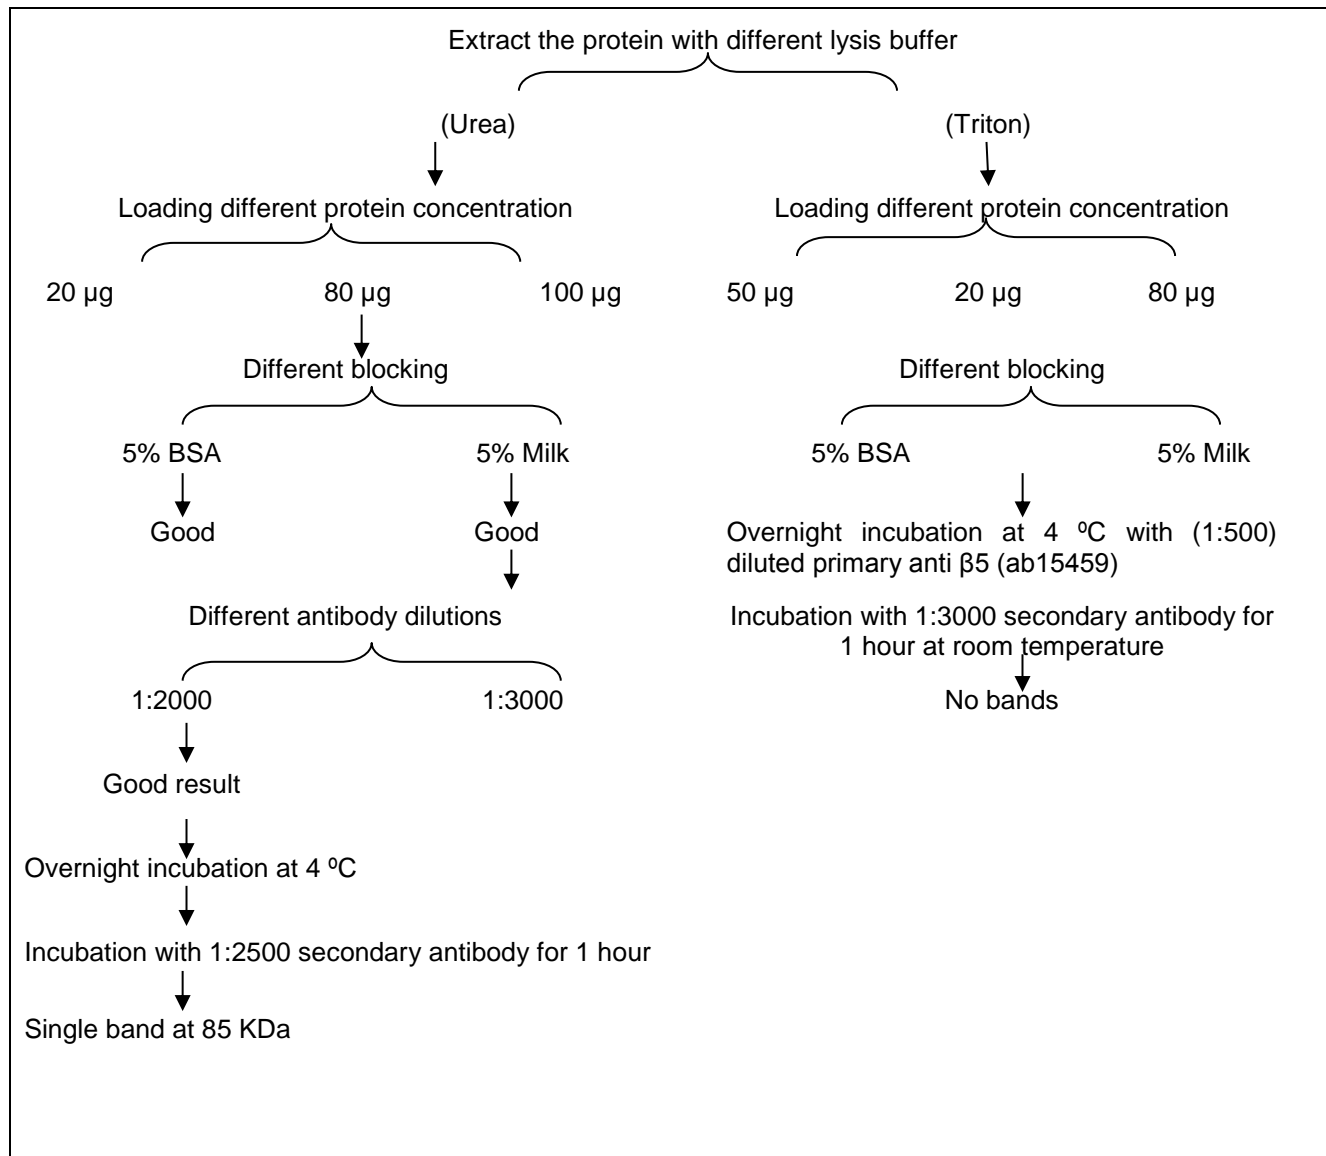 Extract the protein with different lysis buffer
(Urea) (Triton)
Loading different protein concentration Loading different protein concentration
20 µg 80 µg 100 µg 50 µg 20 µg 80 µg
Different blocking Different blocking
5% BSA 5% Milk 5% BSA 5% Milk
Good Good
Overnight incubation at 4 ºC with (1:500)
diluted primary anti β5 (ab15459)
Different antibody dilutions
Incubation with 1:3000 secondary antibody for
1 hour at room temperature
1:2000 1:3000
No bands
Good result
Overnight incubation at 4 ºC
Incubation with 1:2500 secondary antibody for 1 hour
Single band at 85 KDa